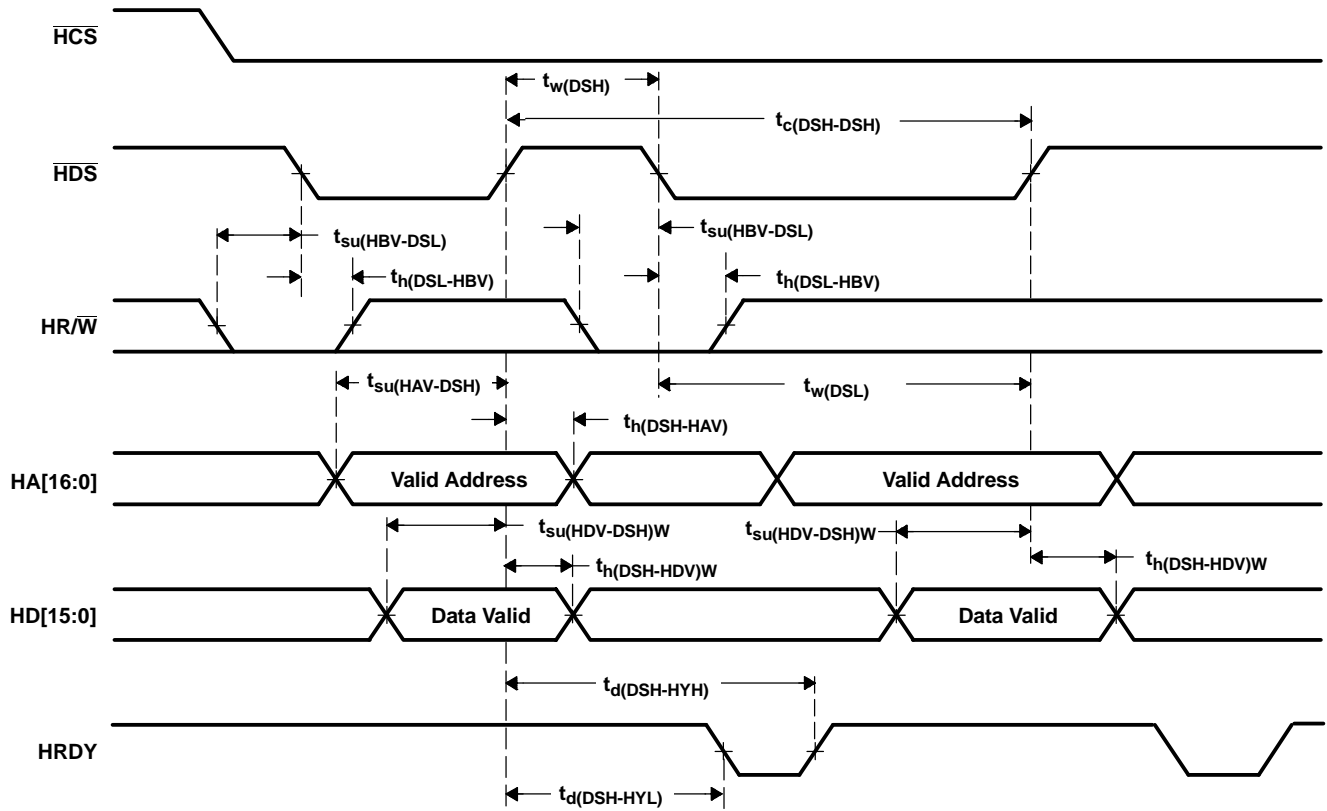 HCS
tw(DSH)
tc(DSH-DSH)
HDS
tsu(HBV-DSL)
tsu(HBV-DSL)
th(DSL-HBV)
th(DSL-HBV)
HR/W
tsu(HAV-DSH)
tw(DSL)
th(DSH-HAV)
HA[16:0]
Valid Address
Valid Address
tsu(HDV-DSH)W
tsu(HDV-DSH)W
th(DSH-HDV)W
th(DSH-HDV)W
HD[15:0]
Data Valid
Data Valid
td(DSH-HYH)
HRDY
td(DSH-HYL)